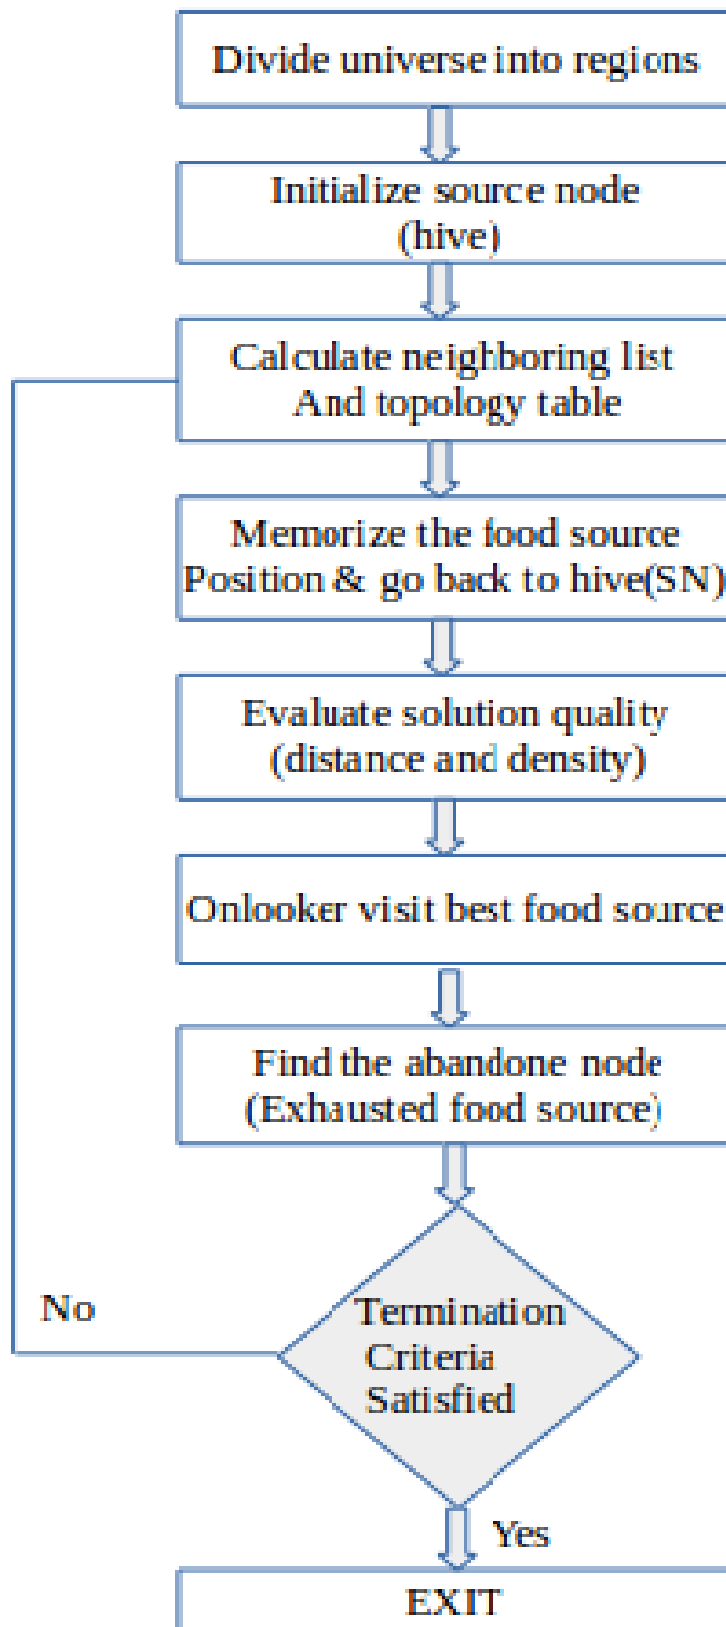 Divide universe into regions
Initialize source node
(hive)
Calculate neighboring list
And topology table
Memorize the food source
Position & go back to hive(SN)
Evaluate solution quality
(distance and density)
Onlooker visit best food source
Find the abandone node
(Exhausted food source)
No
Termination
Criteria
Satisfied
Yes
EXIT